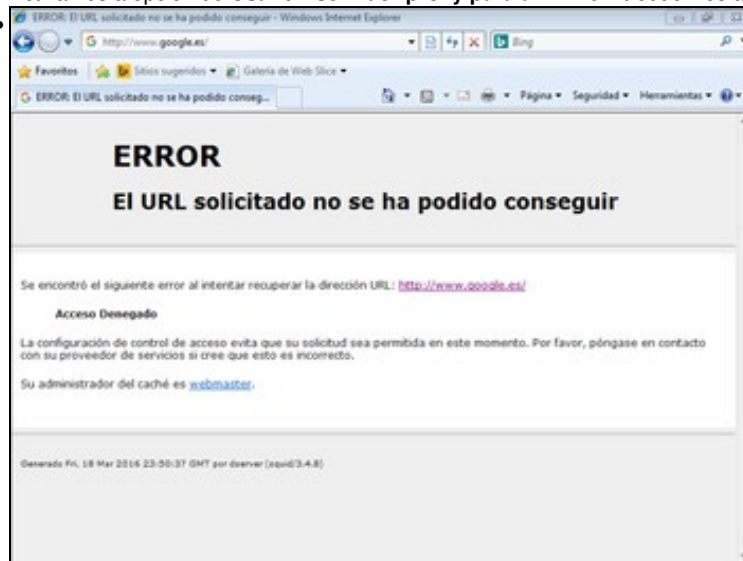 ERROR: El URL solicitado no se ha podido conseguir - Windows Internet Explorer
http://www.google.es/
Bing
Favoritos
Sitios sugeridos
Galería de Web Slice
ERROR: El URL solicitado no se ha podido conseg...
Página
Seguridad
Herramientas
ERROR
El URL solicitado no se ha podido conseguir
Se encontró el siguiente error al intentar recuperar la dirección URL: http://www.google.es/
Acceso Denegado
La configuración de control de acceso evita que su solicitud sea permitida en este momento. Por favor, póngase en contacto
con su proveedor de servicios si cree que esto es incorrecto.
Su administrador del caché es webmaster.
Generado Fri, 18 Mar 2016 23:50:37 GMT por dserver (squid/3.4.8)